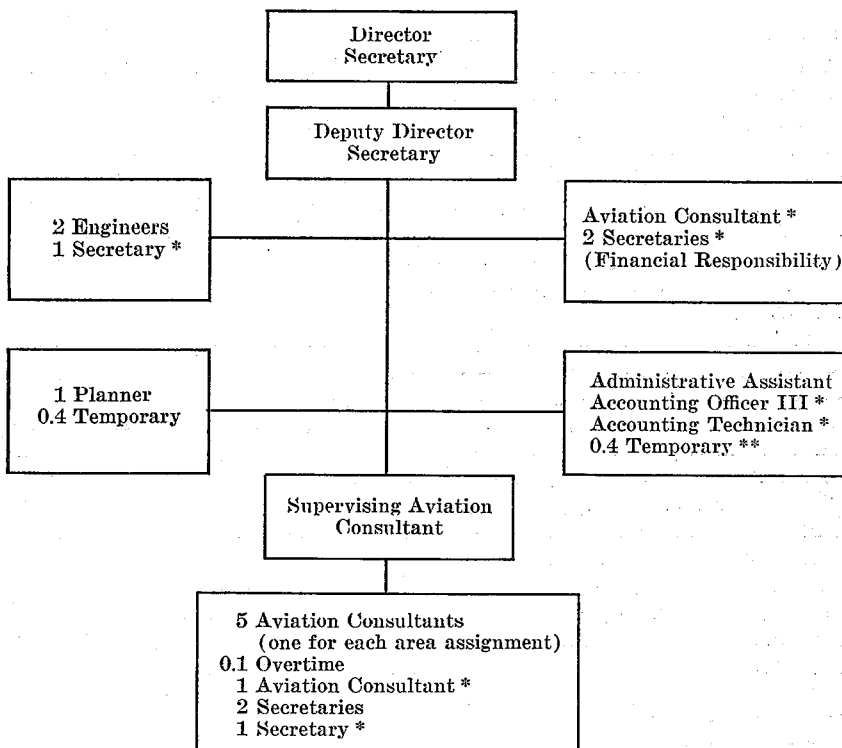 Director
Secretary
Deputy Director
Secretary
2 Engineers
1 Secretary *
Aviation Consultant *
2 Secretaries *
(Financial Responsibility)
1 Planner
0.4 Temporary
Administrative Assistant
Accounting Officer III *
Accounting Technician *
0.4 Temporary **
Supervising Aviation
Consultant
5 Aviation Consultants
(one for each area assignment)
0.1 Overtime
1 Aviation Consultant *
2 Secretaries
1 Secretary *